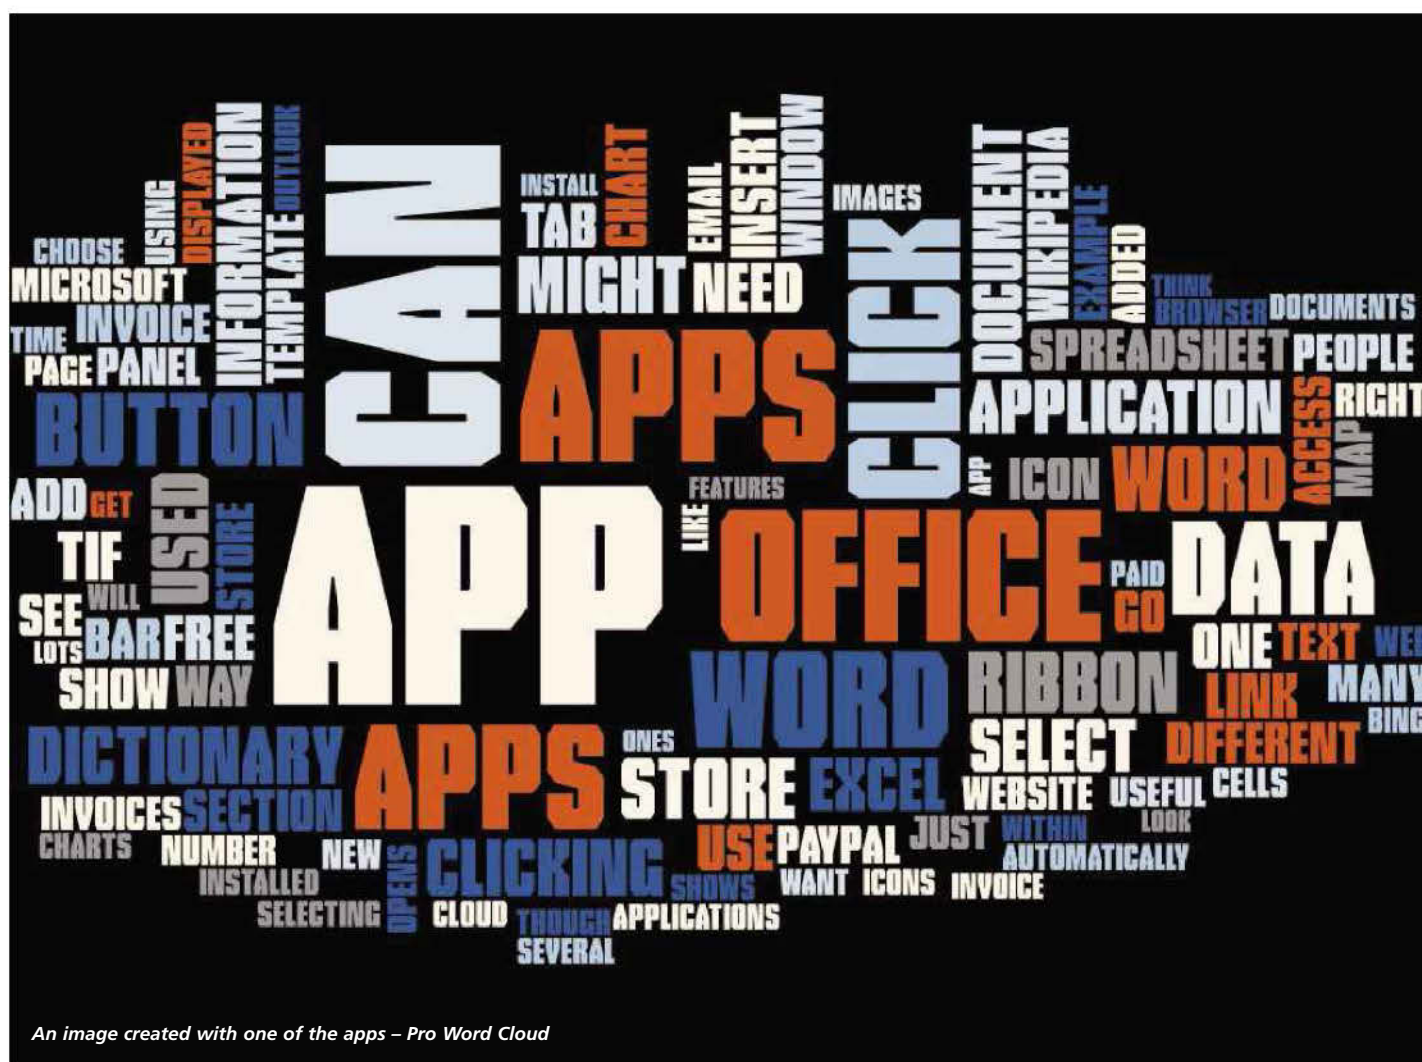 USING
DISPLAYED
INFORMATION
OUTLOOK
TEMPLATE
CHOOSE
MICROSOFT
TIME
INVOICE
PAGE
PANEL
BUTTON
CAN
INSTALL
TAB
CHART
EMAIL
INSERT
WINDOW
IMAGES
MIGHT
NEED
APPS
CLICK
DOCUMENT
WIKIPEDIA
EXAMPLE
ADDED
THINK
BROWSER
DOCUMENTS
SPREADSHEET
PEOPLE
APPLICATION
ACCESS
RIGHT
MAP
ADD
GET
USED
STORE
TIF
WILL
SEE
LOTS
BAR
FREE
SHOW
WAY
APP
FEATURES
LIKE
APP
ICON
WORD
OFFICE
PAID
GO
DATA
ONE
TEXT
WORD
RIBBON
LINK
MANY
BING
SELECT
DIFFERENT
DICTIONARY
APPS
ONES
STORE
EXCEL
WEBSITE
USEFUL
CELLS
INVOICES
SECTION
CHARTS
NUMBER
NEW
INSTALLED
SELECTING
OPENS
CLICKING
USE
PAYPAL
JUST
WITHIN
LOOK
AUTOMATICALLY
SHOWS
WANT
ICONS
INVOICE
CLOUD
THOUGH
APPLICATIONS
SEVERAL
An image created with one of the apps – Pro Word Cloud